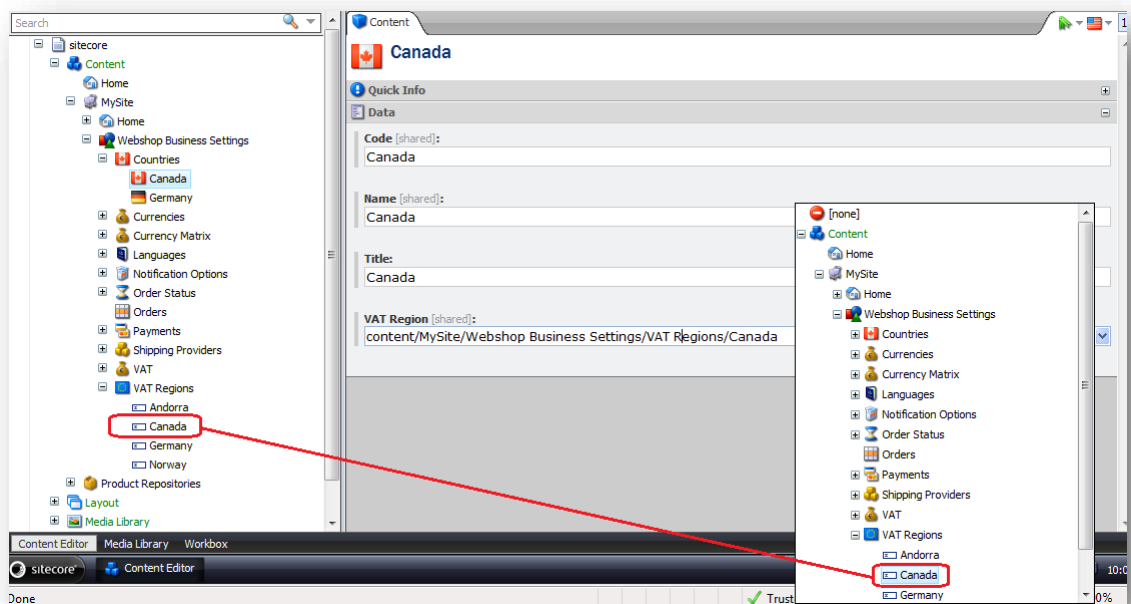 Search
sitecore
Content
Home
MySite
Home
Webshop Business Settings
Countries
Canada
Germany
Currencies
Currency Matrix
Languages
Notification Options
Order Status
Orders
Payments
Shipping Providers
VAT
VAT Regions
Andorra
Canada
Germany
Norway
Product Repositories
Layout
Media Library
Content
1
Canada
Quick Info
Data
Code [shared]:
Canada
Name [shared]:
Canada
Title:
Canada
VAT Region [shared]:
content/MySite/Webshop Business Settings/VAT Regions/Canada
[none]
Content
Home
MySite
Home
Webshop Business Settings
Countries
Currencies
Currency Matrix
Languages
Notification Options
Order Status
Orders
Payments
Shipping Providers
VAT
VAT Regions
Andorra
Canada
Germany
Content Editor Media Library Workbox
sitecore Content Editor 10:0
Done Trust 0%